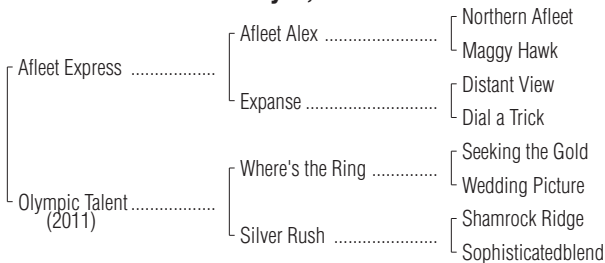 Northern Afleet
Afleet Alex ........................
Maggy Hawk
Afleet Express ..................
Distant View
Expanse ............................
Dial a Trick
Seeking the Gold
Where's the Ring ..............
Wedding Picture
Olympic Talent ..................
(2011)
Shamrock Ridge
Silver Rush ......................
Sophisticatedblend